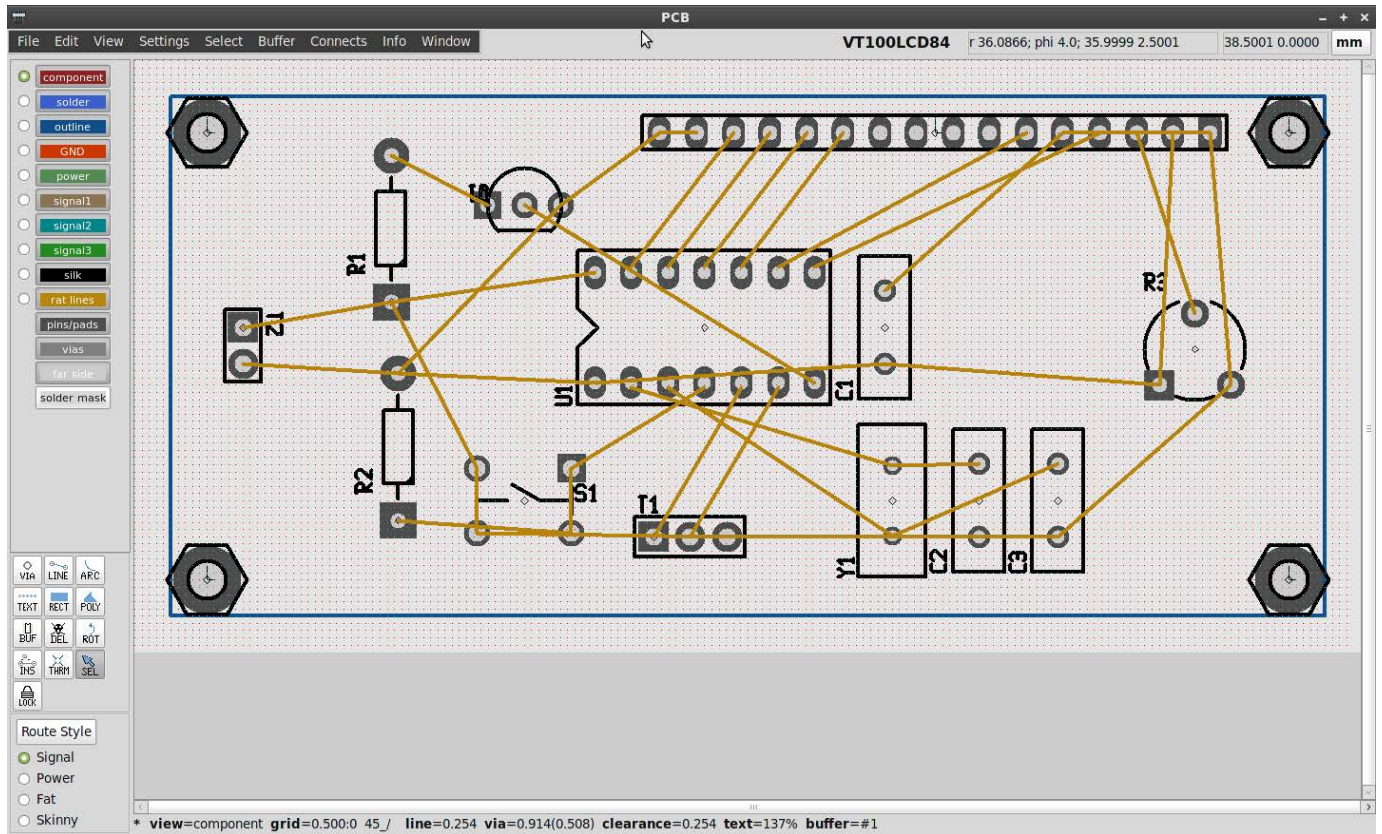 PCB
File Edit View Settings Select Buffer Connects Info Window
VT100LCD84
r 36.0866; phi 4.0; 35.9999 2.5001
38.5001 0.0000
mm
component
solder
outline
GND
power
signal1
signal2
signal3
silk
rat lines
pins/pads
vias
far side
solder mask
VIA LINE ARC
TEXT RECT POLY
BUF DEL ROT
INS THRM SEL
LOCK
Route Style
Signal
Power
Fat
Skinny
R1
R3
U1
C1
R2
S1
T1
Y1
C2
C3
* view=component grid=0.500:0 45_/ line=0.254 via=0.914(0.508) clearance=0.254 text=137% buffer=#1